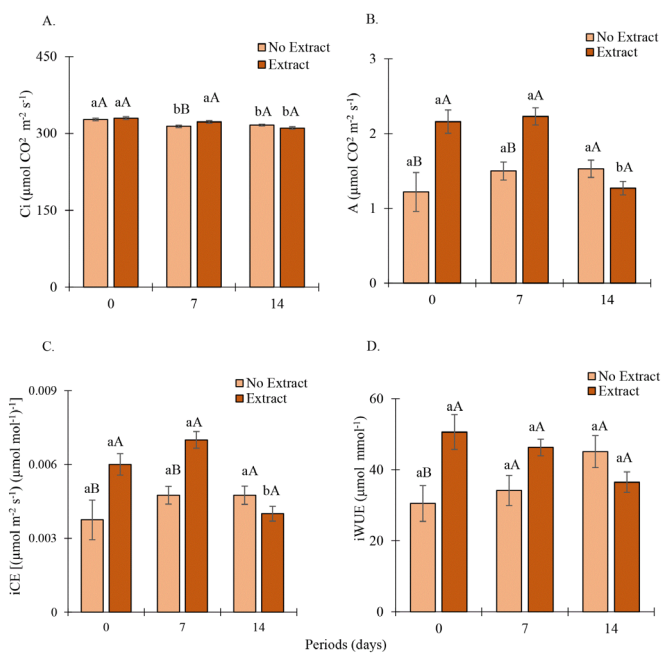 A.
No Extract
Extract
Ci (µmol CO² m⁻² s⁻¹)
450
300
150
0
aA aA
bB aA
bA bA
0 7 14
B.
No Extract
Extract
A (µmol CO² m⁻² s⁻¹)
3
2
1
0
aB aA
aB aA
aA bA
0 7 14
C.
No Extract
Extract
iCE [(µmol m⁻² s⁻¹) (µmol mol⁻¹)⁻¹]
0.009
0.006
0.003
0
aB aA
aB aA
aA bA
0 7 14
D.
No Extract
Extract
iWUE (µmol mmol⁻¹)
60
40
20
0
aB aA
aA aA
aA aA
0 7 14
Periods (days)